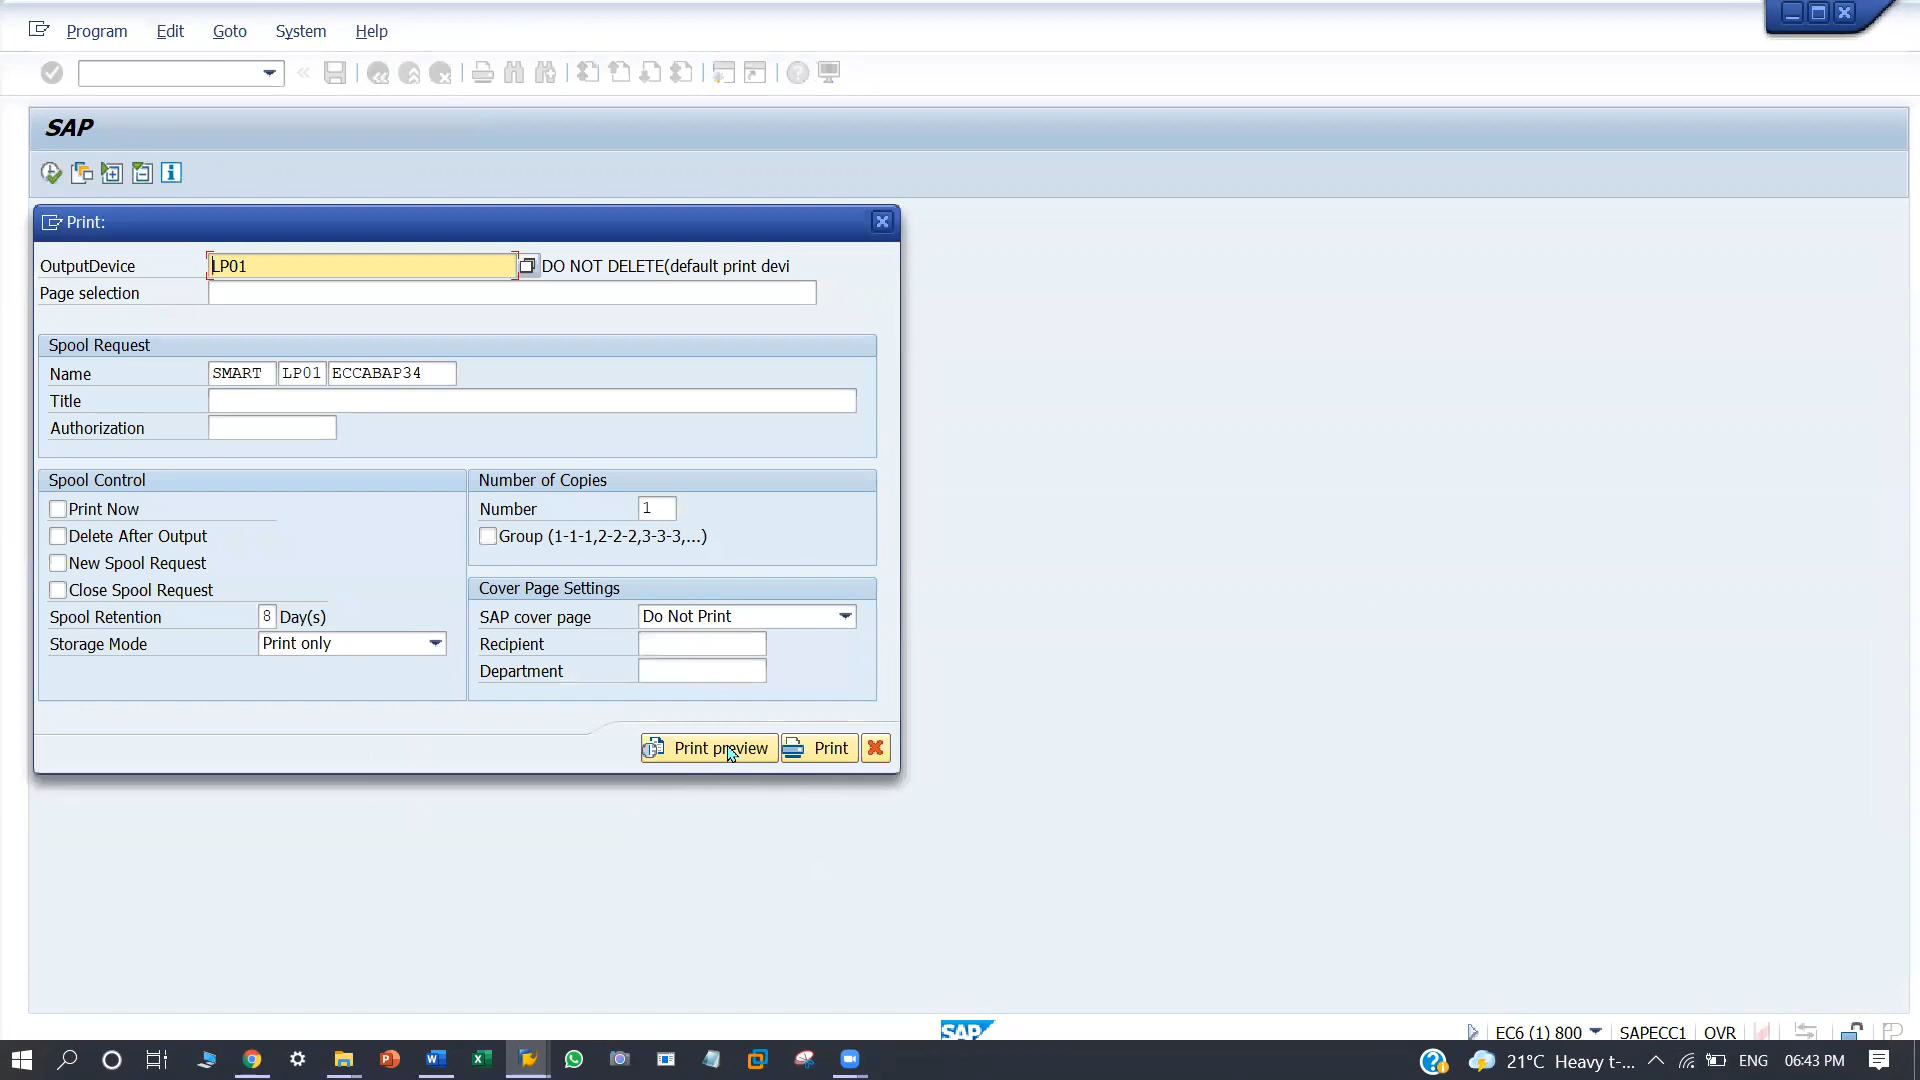 Program Edit Goto System Help
SAP
Print:
OutputDevice LP01 DO NOT DELETE(default print devi
Page selection
Spool Request
Name SMART LP01 ECCABAP34
Title
Authorization
Spool Control
Print Now
Delete After Output
New Spool Request
Close Spool Request
Spool Retention 8 Day(s)
Storage Mode Print only
Number of Copies
Number 1
Group (1-1-1,2-2-2,3-3-3,...)
Cover Page Settings
SAP cover page Do Not Print
Recipient
Department
Print preview Print
SAP EC6 (1) 800 SAPECC1 OVR
21°C Heavy t-... ENG 06:43 PM